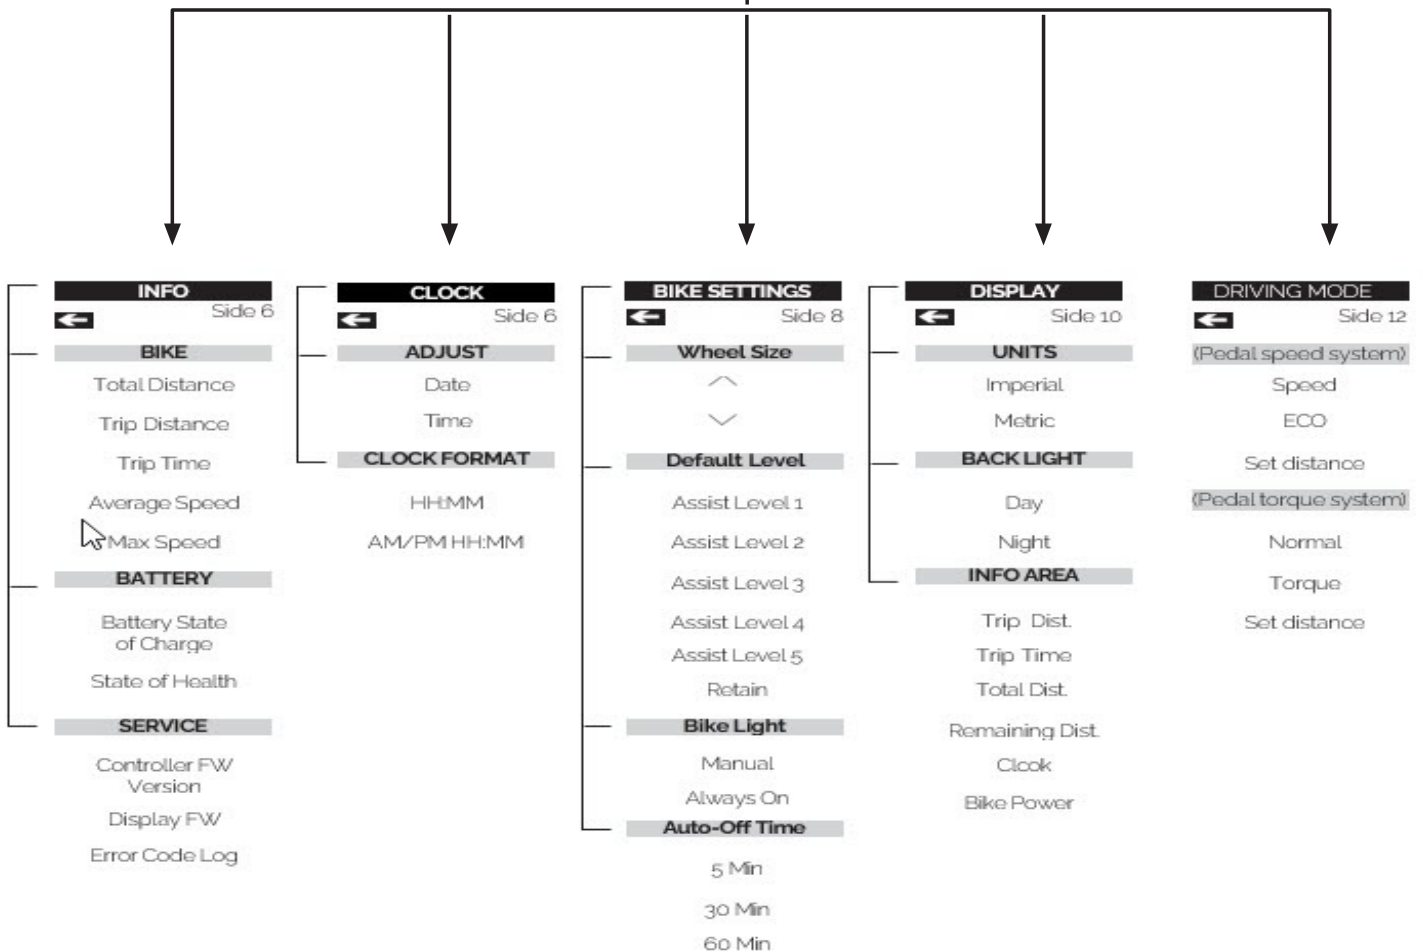 INFO
Side 6
BIKE
Total Distance
Trip Distance
Trip Time
Average Speed
Max Speed
BATTERY
Battery State
of Charge
State of Health
SERVICE
Controller FW
Version
Display FW
Error Code Log
CLOCK
Side 6
ADJUST
Date
Time
CLOCK FORMAT
HH:MM
AM/PM HH:MM
BIKE SETTINGS
Side 8
Wheel Size
Default Level
Assist Level 1
Assist Level 2
Assist Level 3
Assist Level 4
Assist Level 5
Retain
Bike Light
Manual
Always On
Auto-Off Time
5 Min
30 Min
60 Min
DISPLAY
Side 10
UNITS
Imperial
Metric
BACK LIGHT
Day
Night
INFO AREA
Trip Dist.
Trip Time
Total Dist.
Remaining Dist.
Clcok
Bike Power
DRIVING MODE
Side 12
(Pedal speed system)
Speed
ECO
Set distance
(Pedal torque system)
Normal
Torque
Set distance